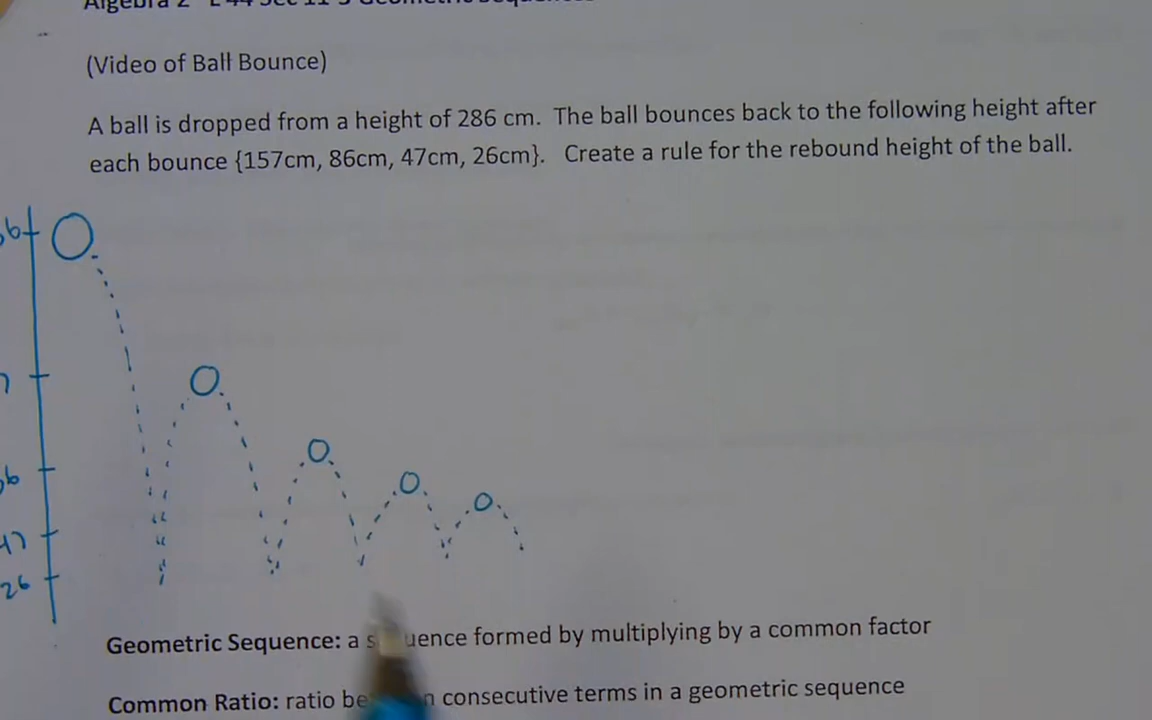 (Video of Ball Bounce)
A ball is dropped from a height of 286 cm. The ball bounces back to the following height after
each bounce {157cm, 86cm, 47cm, 26cm}. Create a rule for the rebound height of the ball.
47
26
Geometric Sequence: a sequence formed by multiplying by a common factor
Common Ratio: ratio between consecutive terms in a geometric sequence